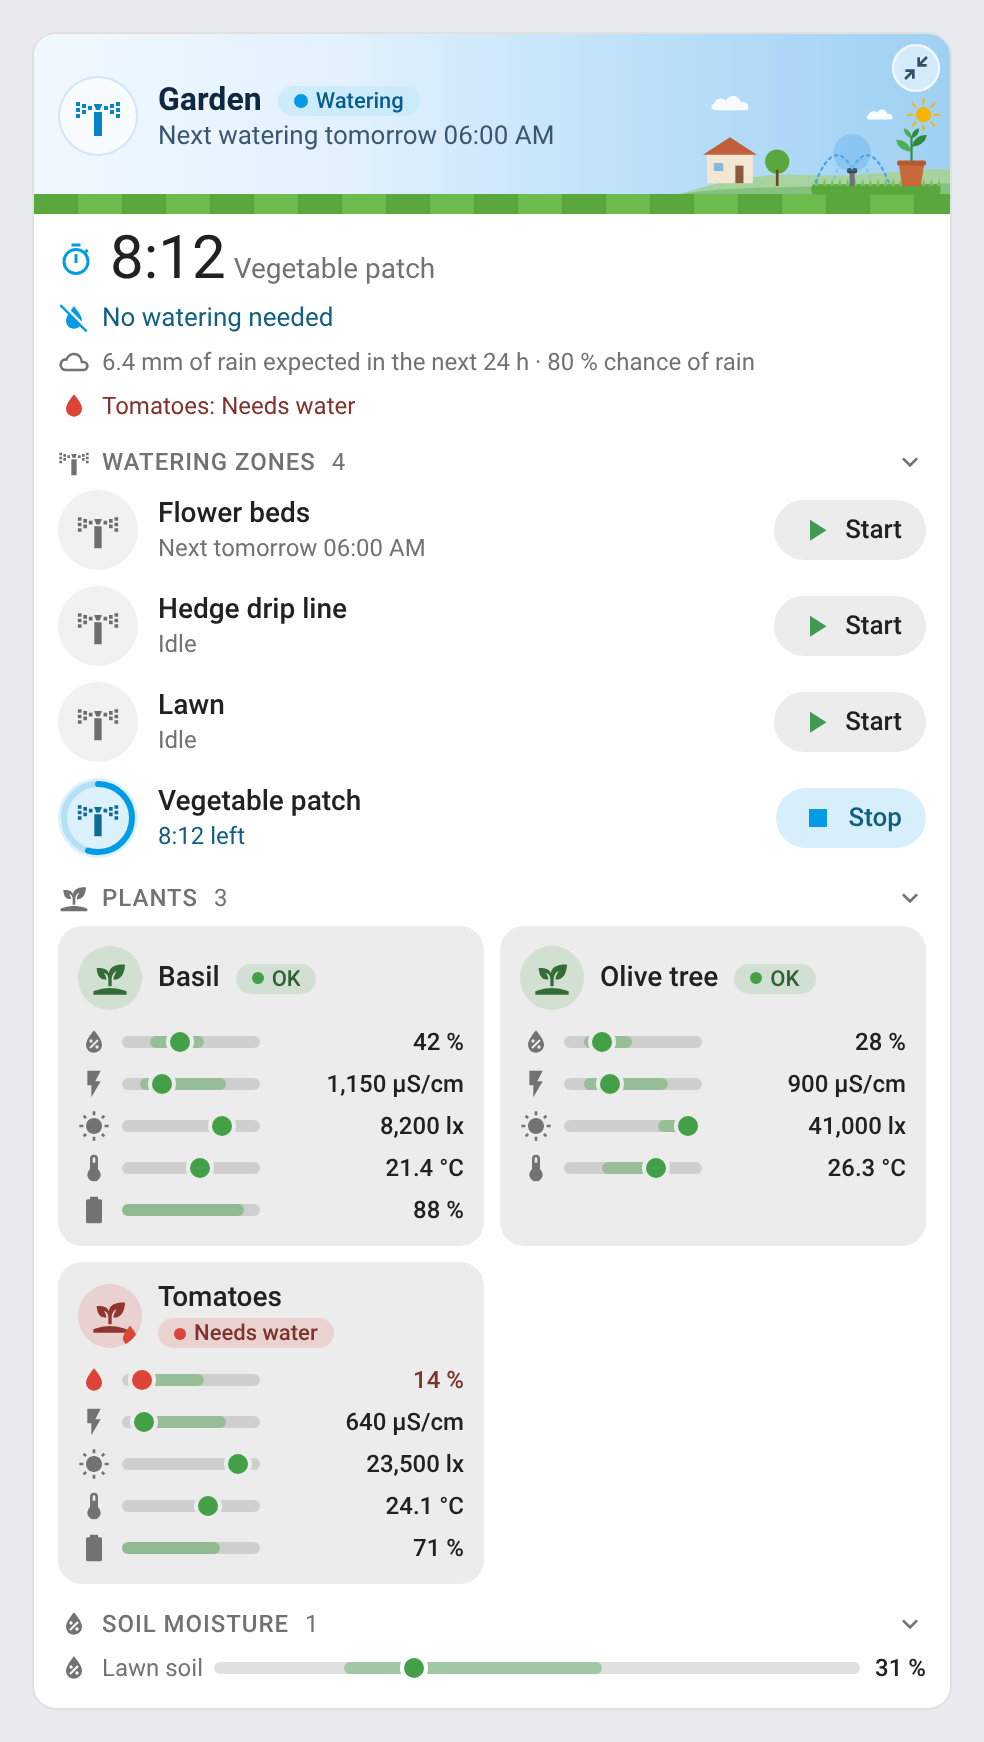 Garden
Watering
Next watering tomorrow 06:00 AM
8:12 Vegetable patch
No watering needed
6.4 mm of rain expected in the next 24 h · 80 % chance of rain
Tomatoes: Needs water
WATERING ZONES 4
Flower beds
Next tomorrow 06:00 AM
Start
Hedge drip line
Idle
Start
Lawn
Idle
Start
Vegetable patch
8:12 left
Stop
PLANTS 3
Basil
OK
42 %
1,150 µS/cm
8,200 lx
21.4 °C
88 %
Olive tree
OK
28 %
900 µS/cm
41,000 lx
26.3 °C
Tomatoes
Needs water
14 %
640 µS/cm
23,500 lx
24.1 °C
71 %
SOIL MOISTURE 1
Lawn soil
31 %